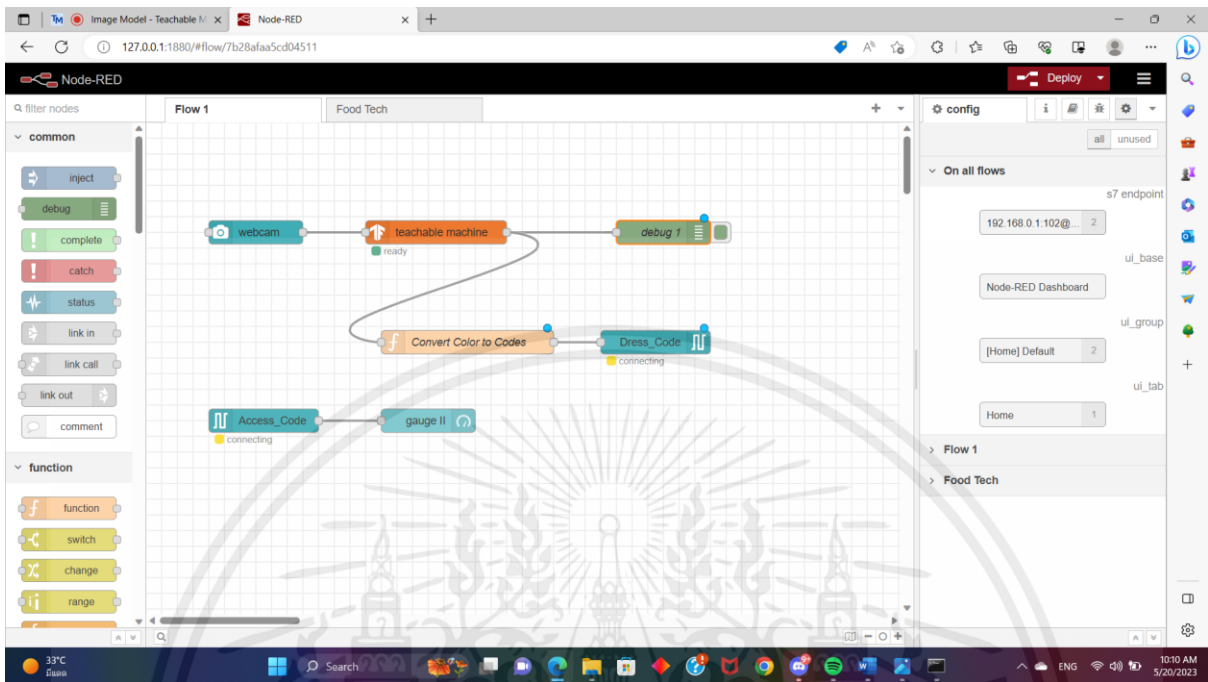 Image Model - Teachable M
Node-RED
127.0.0.1:1880/#flow/7b28afaa5cd04511
Node-RED
Deploy
filter nodes
Flow 1
Food Tech
config
common
all
unused
On all flows
inject
s7 endpoint
debug
192.168.0.1:102@...
2
webcam
teachable machine
debug 1
complete
ready
ui_base
catch
Node-RED Dashboard
status
ui_group
link in
Convert Color to Codes
Dress_Code
[Home] Default
2
link call
connecting
ui_tab
link out
Home
1
comment
Access_Code
gauge II
connecting
Flow 1
function
Food Tech
function
switch
change
range
33°C
มีแดด
Search
ENG
10:10 AM
5/20/2023